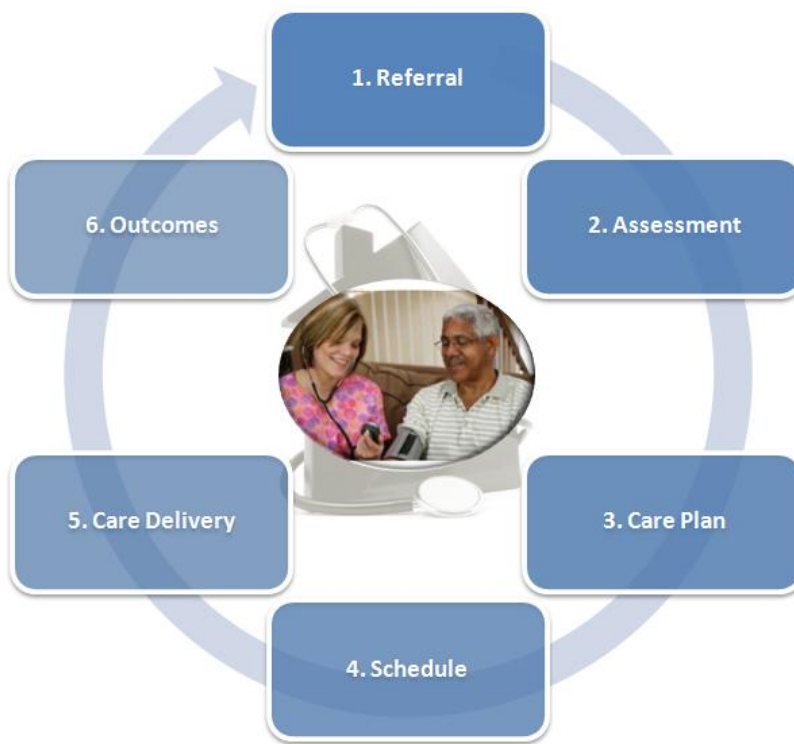 1. Referral
2. Assessment
3. Care Plan
4. Schedule
5. Care Delivery
6. Outcomes